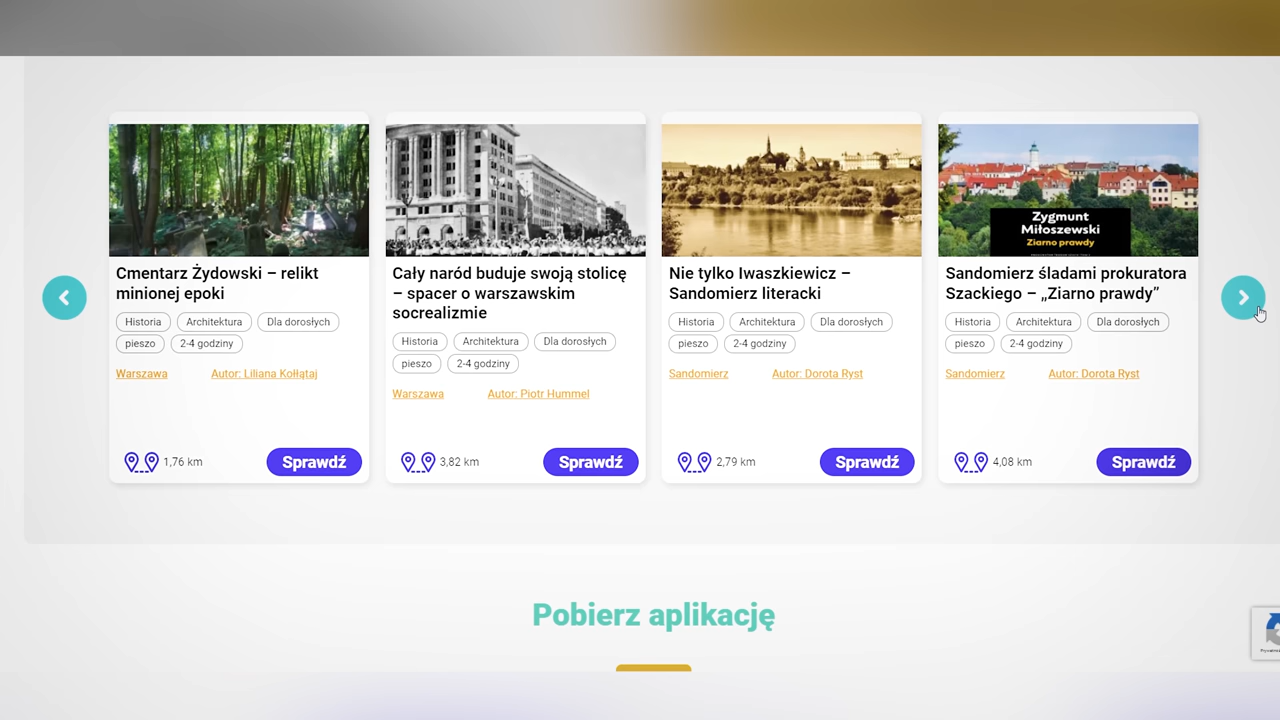 Cmentarz Żydowski – relikt
minionej epoki
Historia
Architektura
Dla dorosłych
pieszo
2-4 godziny
Warszawa
Autor: Liliana Kołłątaj
1,76 km
Sprawdź
Cały naród buduje swoją stolicę
– spacer o warszawskim
socrealizmie
Historia
Architektura
Dla dorosłych
pieszo
2-4 godziny
Warszawa
Autor: Piotr Hummel
3,82 km
Sprawdź
Nie tylko Iwaszkiewicz –
Sandomierz literacki
Historia
Architektura
Dla dorosłych
pieszo
2-4 godziny
Sandomierz
Autor: Dorota Ryst
2,79 km
Sprawdź
Zygmunt
Miłoszewski
Ziarno prawdy
Sandomierz śladami prokuratora
Szackiego – „Ziarno prawdy”
Historia
Architektura
Dla dorosłych
pieszo
2-4 godziny
Sandomierz
Autor: Dorota Ryst
4,08 km
Sprawdź
Pobierz aplikację